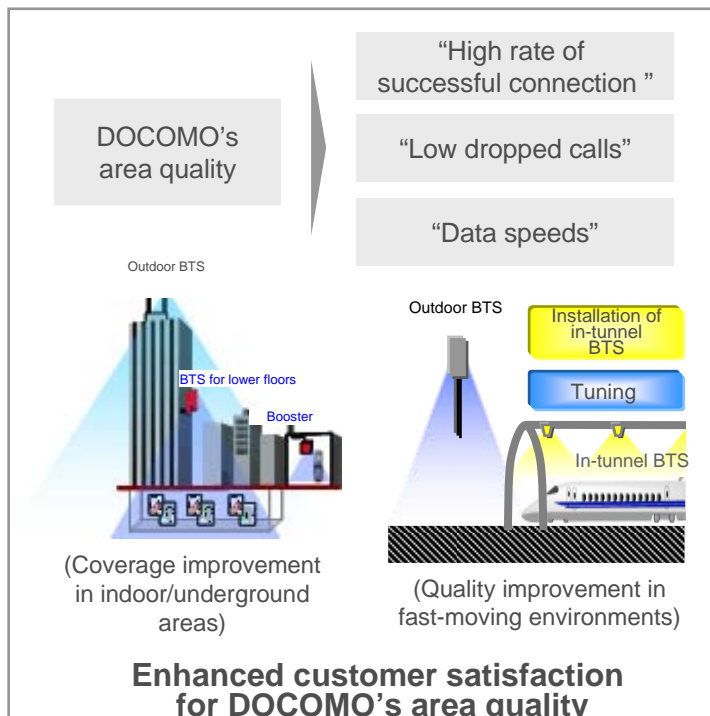 “High rate of
successful connection ”
DOCOMO’s
area quality
“Low dropped calls”
“Data speeds”
Outdoor BTS
BTS for lower floors
Booster
Outdoor BTS
Installation of
in-tunnel
BTS
Tuning
In-tunnel BTS
(Coverage improvement
in indoor/underground
areas)
(Quality improvement in
fast-moving environments)
Enhanced customer satisfaction
for DOCOMO’s area quality